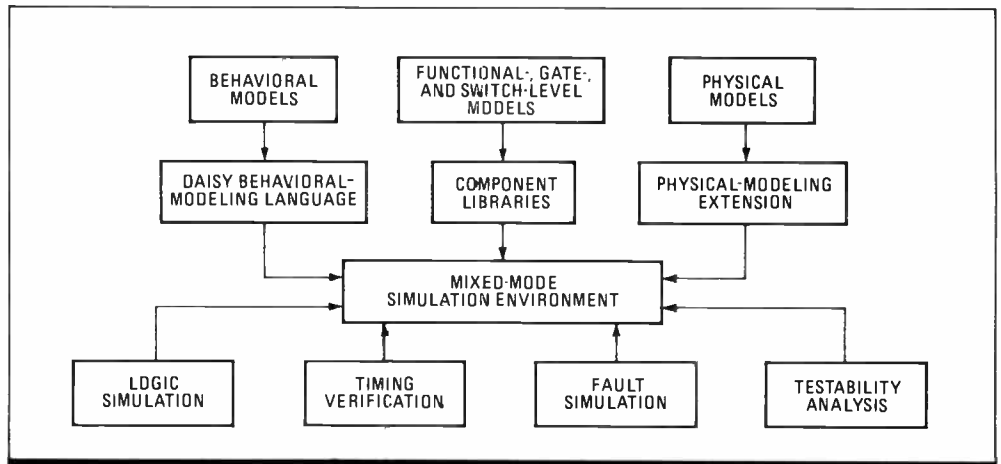 BEHAVIORAL
MODELS
FUNCTIONAL-, GATE-,
AND SWITCH-LEVEL
MODELS
PHYSICAL
MODELS
DAISY BEHAVIORAL-
MODELING LANGUAGE
COMPONENT
LIBRARIES
PHYSICAL-MODELING
EXTENSION
MIXED-MODE
SIMULATION ENVIRONMENT
LOGIC
SIMULATION
TIMING
VERIFICATION
FAULT
SIMULATION
TESTABILITY
ANALYSIS